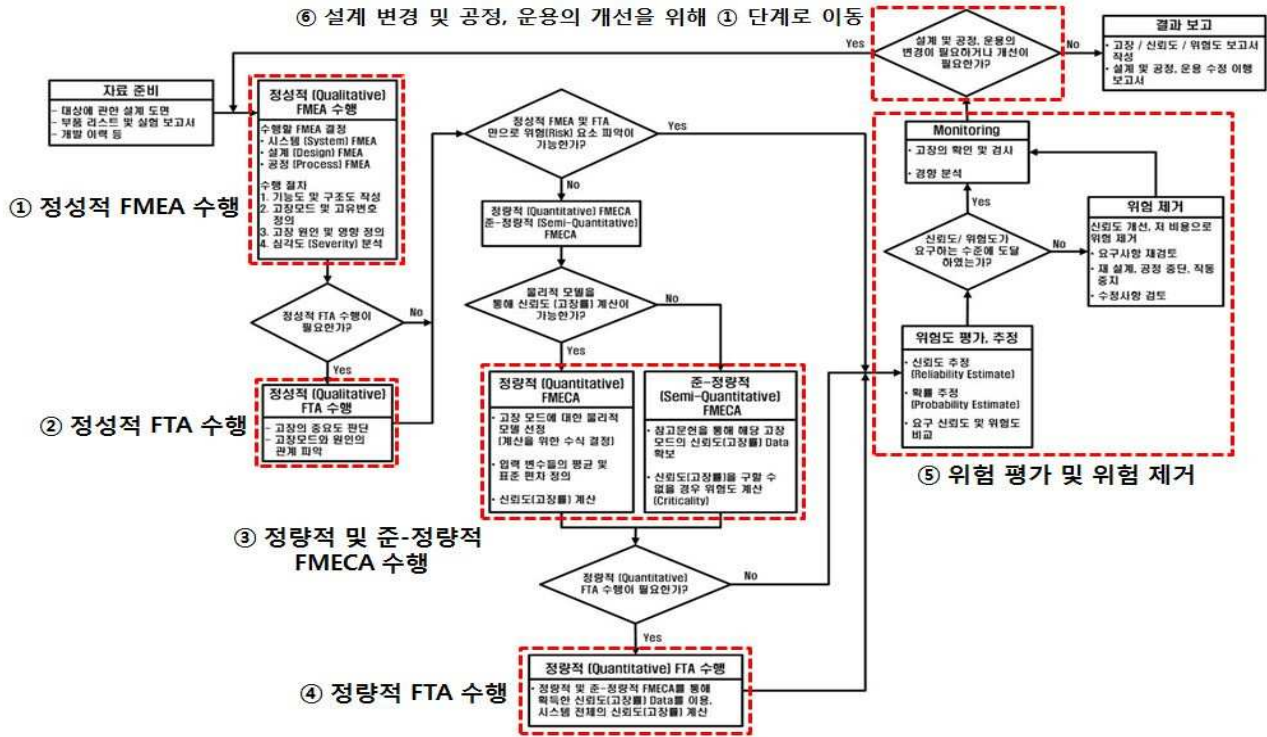 ⑥ 설계 변경 및 공정, 운용의 개선을 위해 ① 단계로 이동
자료 준비
- 대상에 관한 설계 도면
- 부품 리스트 및 실험 보고서
- 개발 이력 등
정성적 (Qualitative)
FMEA 수행
수행할 FMEA 결정
• 시스템 (System) FMEA
• 설계 (Design) FMEA
• 공정 (Process) FMEA
수행 절차
1. 기능도 및 구조도 작성
2. 고장모드 및 고유번호
정의
3. 고장 원인 및 영향 정의
4. 심각도 (Severity) 분석
① 정성적 FMEA 수행
정성적 FTA 수행이
필요한가?
No
Yes
정성적 (Qualitative)
FTA 수행
- 고장의 중요도 판단
- 고장모드와 원인의
관계 파악
② 정성적 FTA 수행
정성적 FMEA 및 FTA
만으로 위험(Risk) 요소 파악이
가능한가?
Yes
No
정량적 (Quantitative) FMECA
준-정량적 (Semi-Quantitative)
FMECA
물리적 모델을
통해 신뢰도 (고장률) 계산이
가능한가?
No
Yes
정량적 (Quantitative)
FMECA
• 고장 모드에 대한 물리적
모델 선정
(계산을 위한 수식 결정)
• 입력 변수들의 평균 및
표준 편차 정의
• 신뢰도(고장률) 계산
준-정량적
(Semi-Quantitative)
FMECA
• 참고문헌을 통해 해당 고장
모드의 신뢰도(고장률) Data
확보
• 신뢰도(고장률)을 구할 수
없을 경우 위험도 계산
(Criticality)
③ 정량적 및 준-정량적
FMECA 수행
정량적 (Quantitative)
FTA 수행이 필요한가?
No
Yes
정량적 (Quantitative) FTA 수행
• 정량적 및 준-정량적 FMECA를 통해
획득한 신뢰도(고장률) Data를 이용,
시스템 전체의 신뢰도(고장률) 계산
④ 정량적 FTA 수행
설계 및 공정, 운용의
변경이 필요하거나 개선이
필요한가?
Yes
No
결과 보고
• 고장 / 신뢰도 / 위험도 보고서
작성
• 설계 및 공정, 운용 수정 이행
보고서
Monitoring
• 고장의 확인 및 검사
• 경향 분석
Yes
신뢰도/ 위험도가
요구하는 수준에 도달
하였는가?
No
위험 제거
신뢰도 개선, 저 비용으로
위험 제거
• 요구사항 재검토
• 재 설계, 공정 중단, 작동
중지
• 수정사항 검토
위험도 평가, 추정
• 신뢰도 추정
(Reliability Estimate)
• 확률 추정
(Probability Estimate)
• 요구 신뢰도 및 위험도
비교
⑤ 위험 평가 및 위험 제거